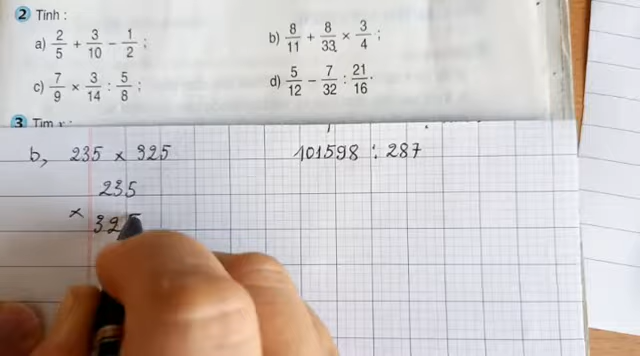 2 Tính :
a) 2/5 + 3/10 − 1/2 ;
b) 8/11 + 8/33 × 3/4 ;
c) 7/9 × 3/14 : 5/8 ;
d) 5/12 − 7/32 : 21/16 .
3 Tìm x :
b, 235 × 325
101598 : 287
235
× 325